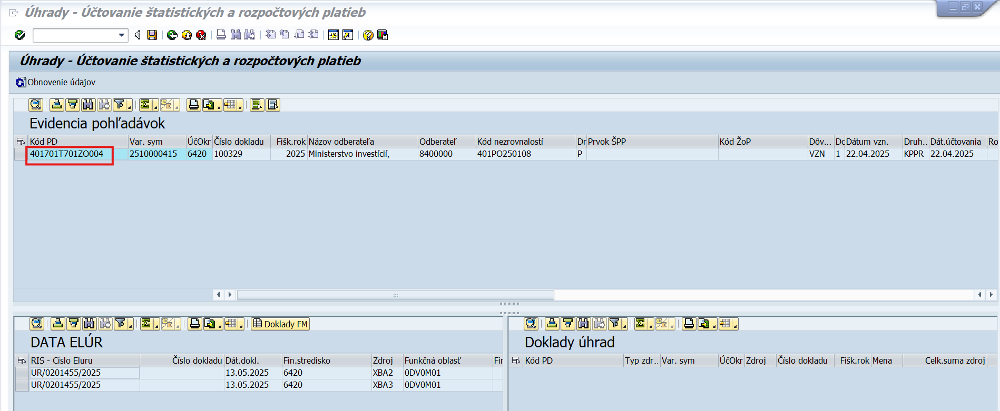 Úhrady - Účtovanie štatistických a rozpočtových platieb
Úhrady - Účtovanie štatistických a rozpočtových platieb
Obnovenie údajov
Evidencia pohľadávok
Kód PD Var. sym ÚčOkr Číslo dokladu Fišk.rok Názov odberateľa Odberateľ Kód nezrovnalostí Dr Prvok ŠPP Kód ŽoP Dôv.... Do Dátum vzn. Druh... Dát.účtovania Ro
401701T701ZO004 2510000415 6420 100329 2025 Ministerstvo investícií, 8400000 401PO250108 P VZN 1 22.04.2025 KPPR 22.04.2025
Doklady FM
DATA ELÚR
RIS - Cislo Eluru Číslo dokladu Dát.dokl. Fin.stredisko Zdroj Funkčná oblasť Fir
UR/0201455/2025 13.05.2025 6420 XBA2 0DV0M01
UR/0201455/2025 13.05.2025 6420 XBA3 0DV0M01
Doklady úhrad
Kód PD Typ zdr... Var. sym ÚčOkr Zdroj Číslo dokladu Fišk.rok Mena Celk.suma zdroj